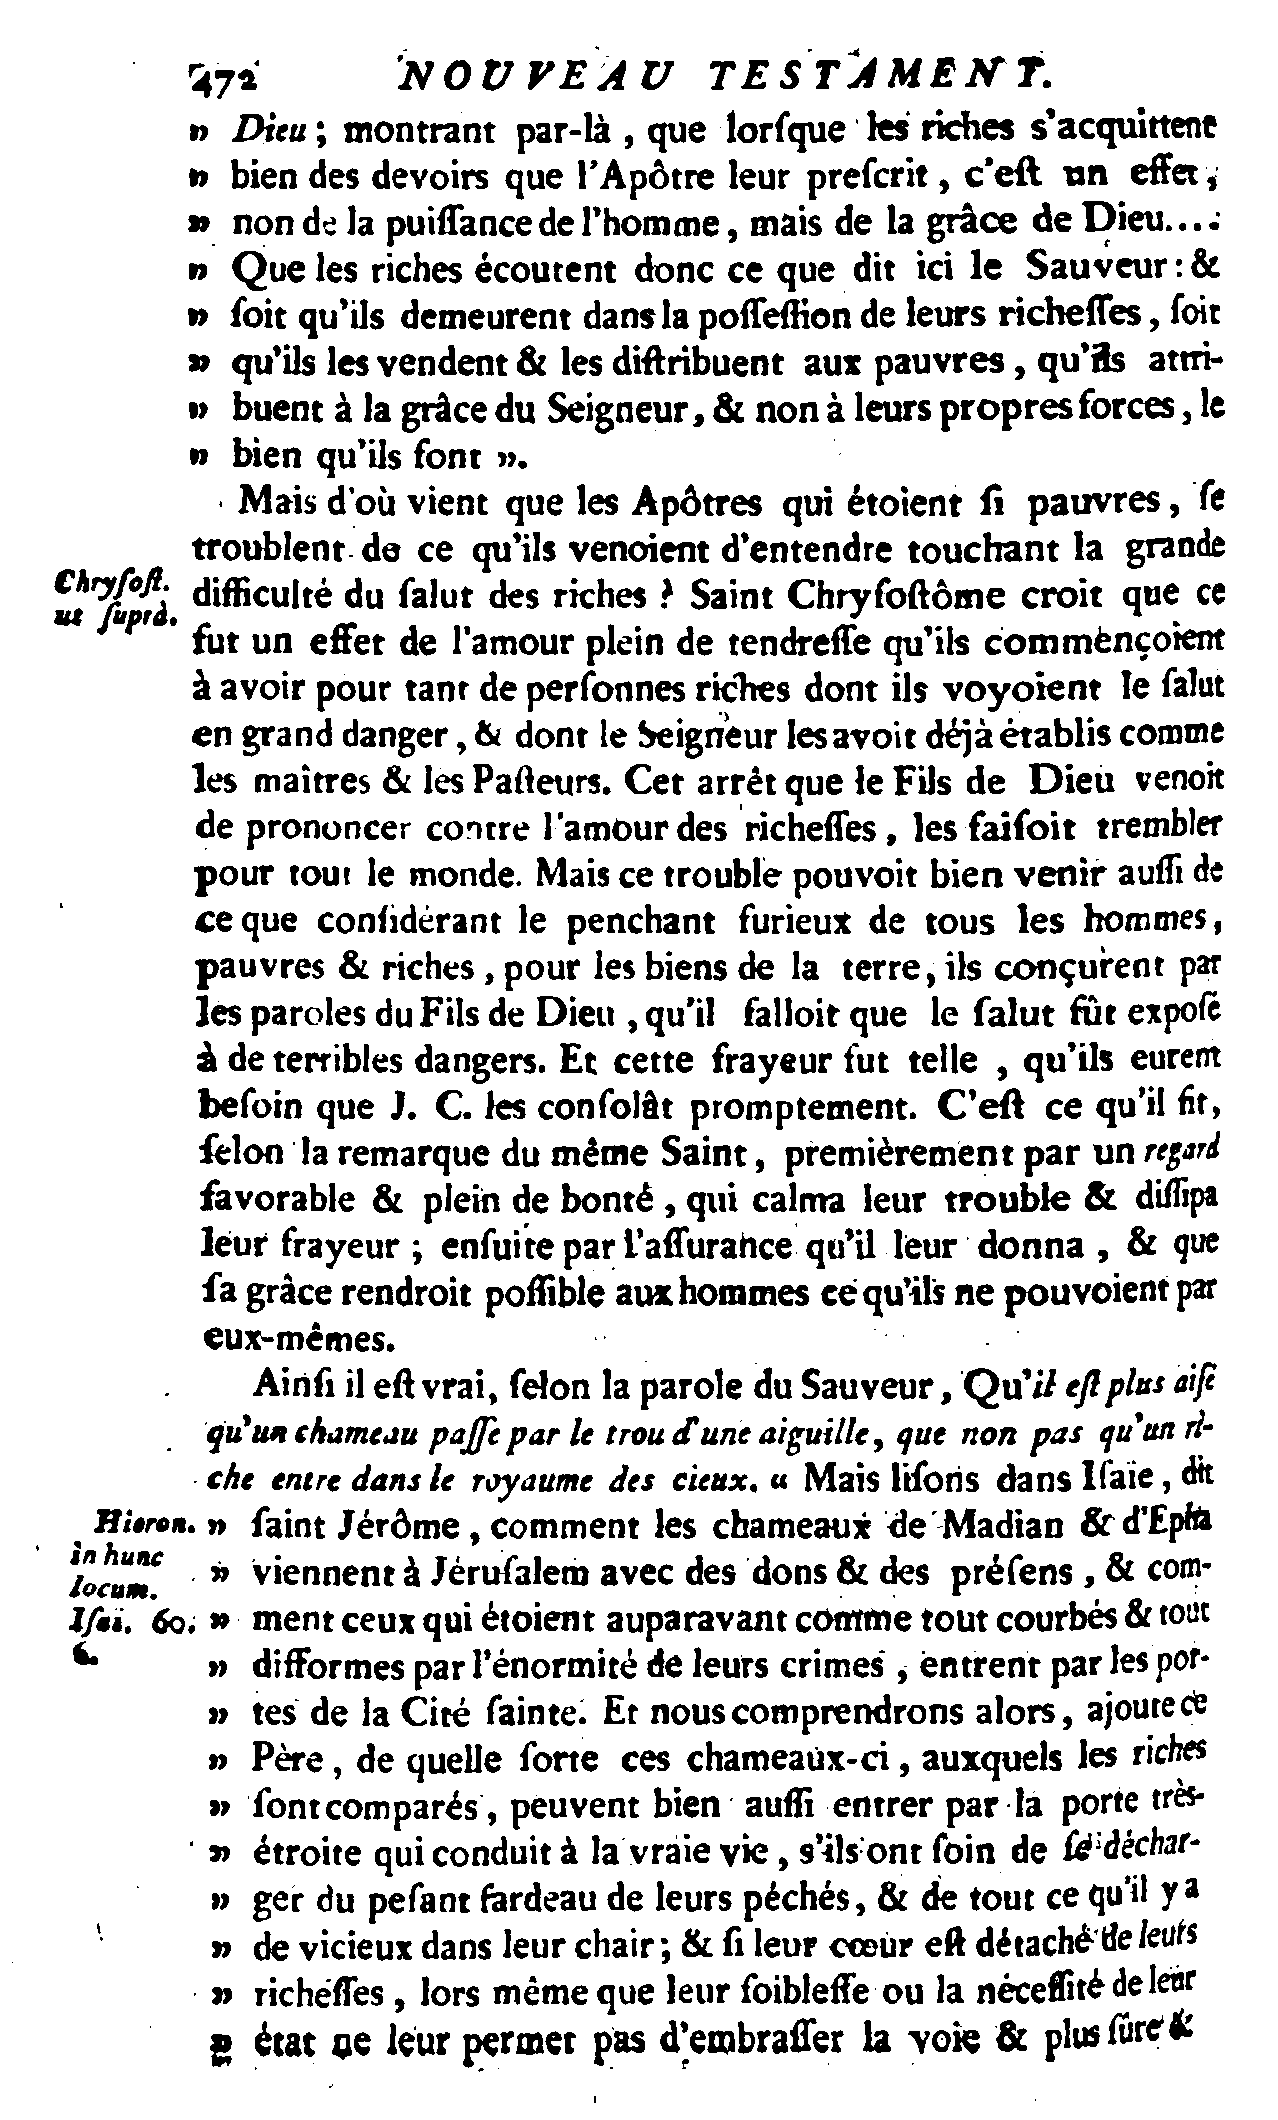 472 NOUVEAU TESTAMENT.
» Dieu ; montrant par-là , que lorſque les riches s'acquittent
» bien des devoirs que l'Apôtre leur preſcrit , c'eſt un effet ,
» non de la puiſſance de l'homme , mais de la grâce de Dieu....
» Que les riches écoutent donc ce que dit ici le Sauveur : &
» ſoit qu'ils demeurent dans la poſſeſſion de leurs richeſſes , ſoit
» qu'ils les vendent & les diſtribuent aux pauvres , qu'ils attri-
» buent à la grâce du Seigneur , & non à leurs propres forces , le
» bien qu'ils font ».
Mais d'où vient que les Apôtres qui étoient ſi pauvres , ſe
troublent de ce qu'ils venoient d'entendre touchant la grande
Chryſoſt.
ut ſuprà.
difficulté du ſalut des riches ? Saint Chryſoſtôme croit que ce
fut un effet de l'amour plein de tendreſſe qu'ils commençoient
à avoir pour tant de perſonnes riches dont ils voyoient le ſalut
en grand danger , & dont le Seigneur les avoit déjà établis comme
les maîtres & les Paſteurs. Cet arrêt que le Fils de Dieu venoit
de prononcer contre l'amour des richeſſes , les faiſoit trembler
pour tout le monde. Mais ce trouble pouvoit bien venir auſſi de
ce que conſidérant le penchant furieux de tous les hommes ,
pauvres & riches , pour les biens de la terre , ils conçurent par
les paroles du Fils de Dieu , qu'il falloit que le ſalut fût expoſé
à de terribles dangers. Et cette frayeur fut telle , qu'ils eurent
beſoin que J. C. les conſolât promptement. C'eſt ce qu'il fit ,
ſelon la remarque du même Saint , premièrement par un regard
favorable & plein de bonté , qui calma leur trouble & diſſipa
leur frayeur ; enſuite par l'aſſurance qu'il leur donna , & que
ſa grâce rendroit poſſible aux hommes ce qu'ils ne pouvoient par
eux-mêmes.
Ainſi il eſt vrai, ſelon la parole du Sauveur , Qu'il eſt plus aiſé
qu'un chameau paſſe par le trou d'une aiguille, que non pas qu'un ri-
che entre dans le royaume des cieux. « Mais liſons dans Iſaïe , dit
Hieron.
in hunc
locum.
Iſaï. 60.
6.
» ſaint Jérôme , comment les chameaux de Madian & d'Epha
» viennent à Jéruſalem avec des dons & des préſens , & com-
» ment ceux qui étoient auparavant comme tout courbés & tout
» difformes par l'énormité de leurs crimes , entrent par les por-
» tes de la Cité ſainte. Et nous comprendrons alors , ajoute ce
» Père , de quelle ſorte ces chameaux-ci , auxquels les riches
» ſont comparés , peuvent bien auſſi entrer par la porte très-
» étroite qui conduit à la vraie vie , s'ils ont ſoin de ſe déchar-
» ger du peſant fardeau de leurs péchés , & de tout ce qu'il y a
» de vicieux dans leur chair ; & ſi leur cœur eſt détaché de leurs
» richeſſes , lors même que leur foibleſſe ou la néceſſité de leur
» état ne leur permet pas d'embraſſer la voie & plus ſûre &